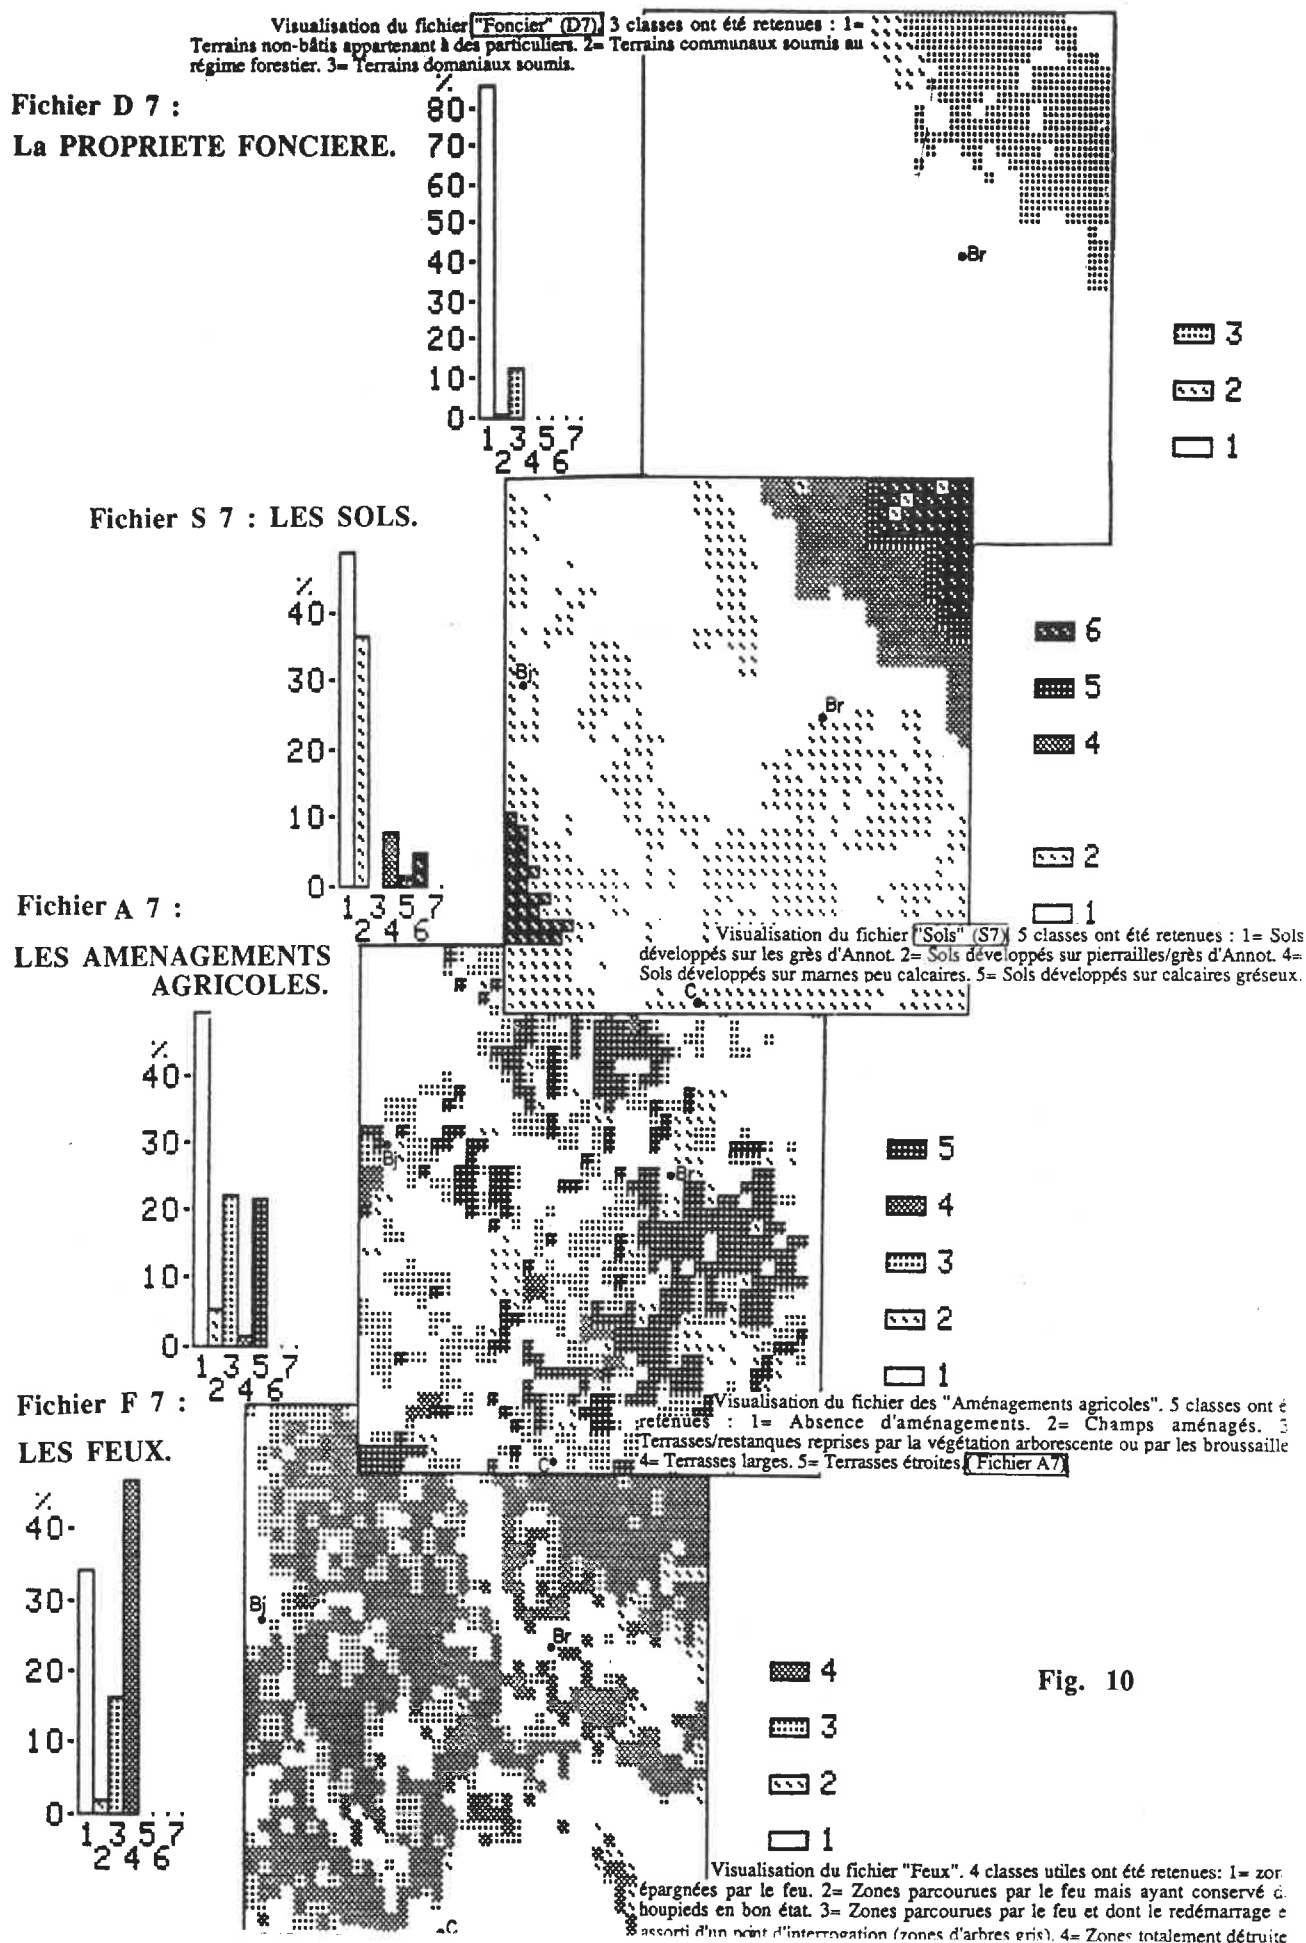 Visualisation du fichier "Foncier" (D7). 3 classes ont été retenues : 1=
Terrains non-bâtis appartenant à des particuliers. 2= Terrains communaux soumis au
régime forestier. 3= Terrains domaniaux soumis.
Fichier D 7 :
La PROPRIETE FONCIERE.
%
80
70
60
50
40
30
20
10
0
1 3 5 7
2 4 6
Br
3
2
1
Fichier S 7 : LES SOLS.
%
40
30
20
10
0
1 3 5 7
2 4 6
Bj
Br
C
6
5
4
2
1
Visualisation du fichier "Sols" (S7) 5 classes ont été retenues : 1= Sols
développés sur les grès d'Annot. 2= Sols développés sur pierrailles/grès d'Annot. 4=
Sols développés sur marnes peu calcaires. 5= Sols développés sur calcaires gréseux.
Fichier A 7 :
LES AMENAGEMENTS
AGRICOLES.
%
40
30
20
10
0
1 3 5 7
2 4 6
Bj
Br
C
5
4
3
2
1
Visualisation du fichier des "Aménagements agricoles". 5 classes ont é
retenues : 1= Absence d'aménagements. 2= Champs aménagés. 3
Terrasses/restanques reprises par la végétation arborescente ou par les broussaille
4= Terrasses larges. 5= Terrasses étroites. (Fichier A7)
Fichier F 7 :
LES FEUX.
%
40
30
20
10
0
1 3 5 7
2 4 6
Bj
Br
C
4
3
2
1
Fig. 10
Visualisation du fichier "Feux". 4 classes utiles ont été retenues: 1= zon
épargnées par le feu. 2= Zones parcourues par le feu mais ayant conservé d
houpieds en bon état. 3= Zones parcourues par le feu et dont le redémarrage e
assorti d'un point d'interrogation (zones d'arbres gris). 4= Zones totalement détruite